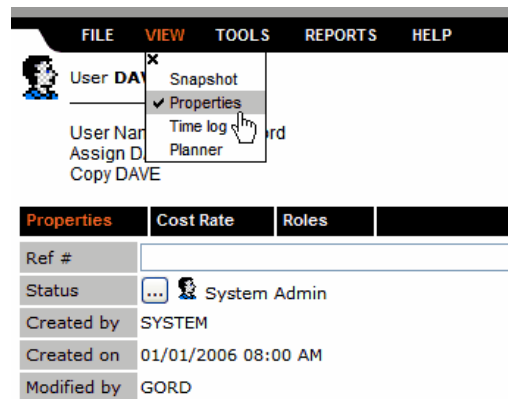 FILE VIEW TOOLS REPORTS HELP
User DA
Snapshot
Properties
Time log
Planner
User Nar rd
Assign D
Copy DAVE
Properties Cost Rate Roles
Ref #
Status ... System Admin
Created by SYSTEM
Created on 01/01/2006 08:00 AM
Modified by GORD